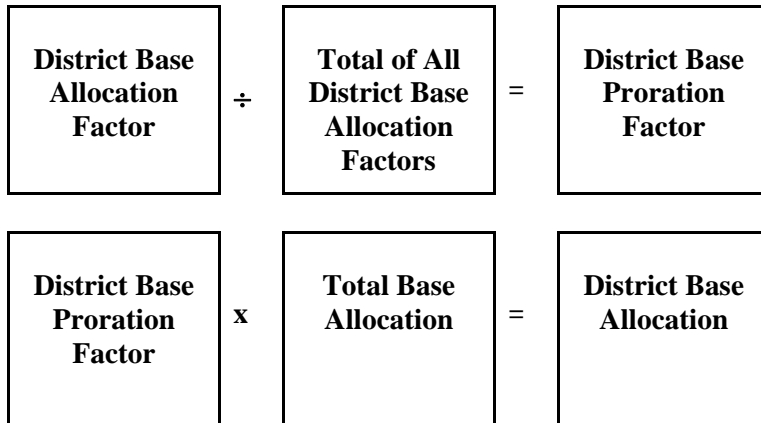 District Base
Allocation
Factor
÷
Total of All
District Base
Allocation
Factors
=
District Base
Proration
Factor
District Base
Proration
Factor
x
Total Base
Allocation
=
District Base
Allocation